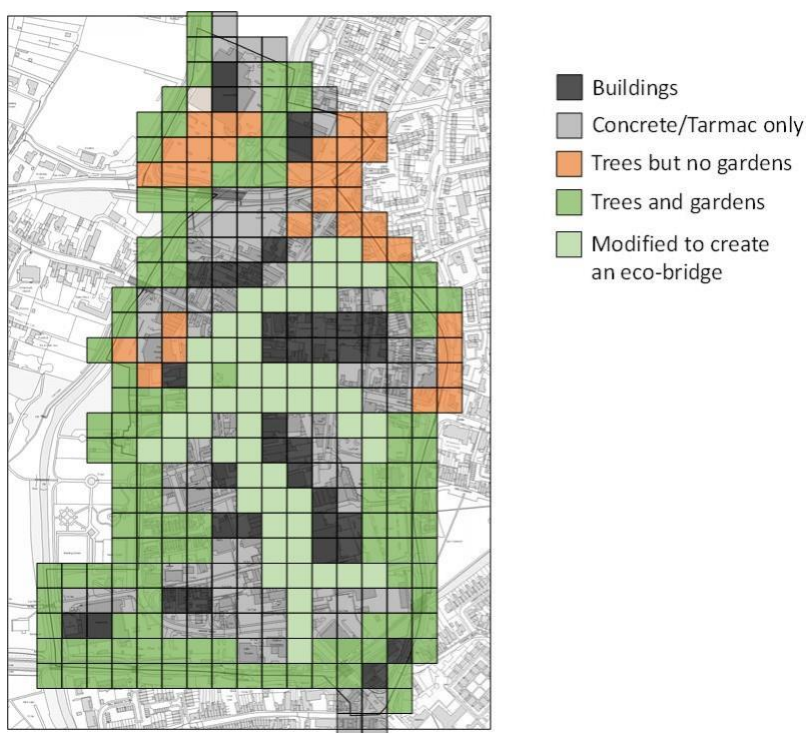 Buildings
Concrete/Tarmac only
Trees but no gardens
Trees and gardens
Modified to create
an eco-bridge